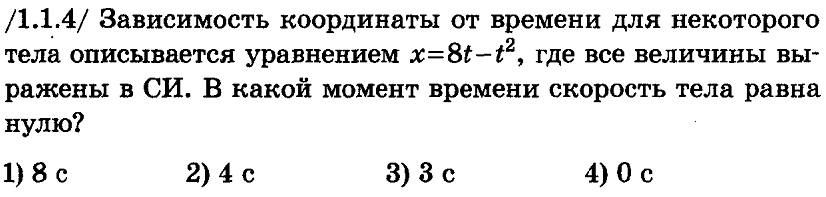 /1.1.4/ Зависимость координаты от времени для некоторого
тела описывается уравнением x=8t−t², где все величины вы-
ражены в СИ. В какой момент времени скорость тела равна
нулю?
1) 8 с 2) 4 с 3) 3 с 4) 0 с